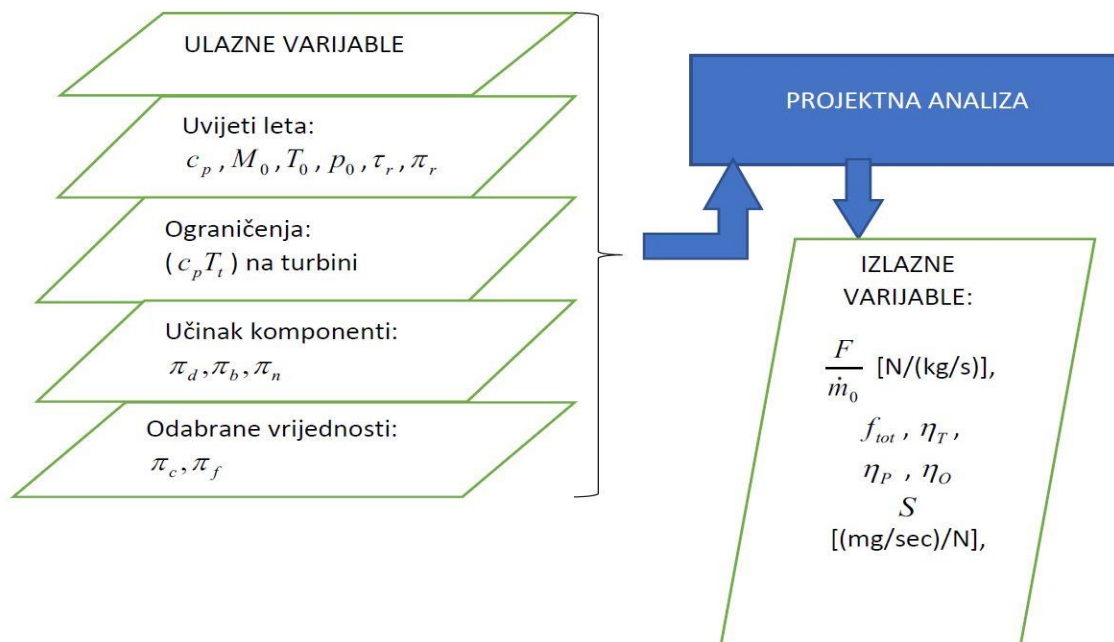 ULAZNE VARIJABLE
Uvijeti leta:
c_p , M_0 , T_0 , p_0 , τ_r , π_r
Ograničenja:
( c_p T_t ) na turbini
Učinak komponenti:
π_d , π_b , π_n
Odabrane vrijednosti:
π_c , π_f
PROJEKTNA ANALIZA
IZLAZNE
VARIJABLE:
F/ṁ_0 [N/(kg/s)],
f_tot , η_T ,
η_P , η_O
S
[(mg/sec)/N],